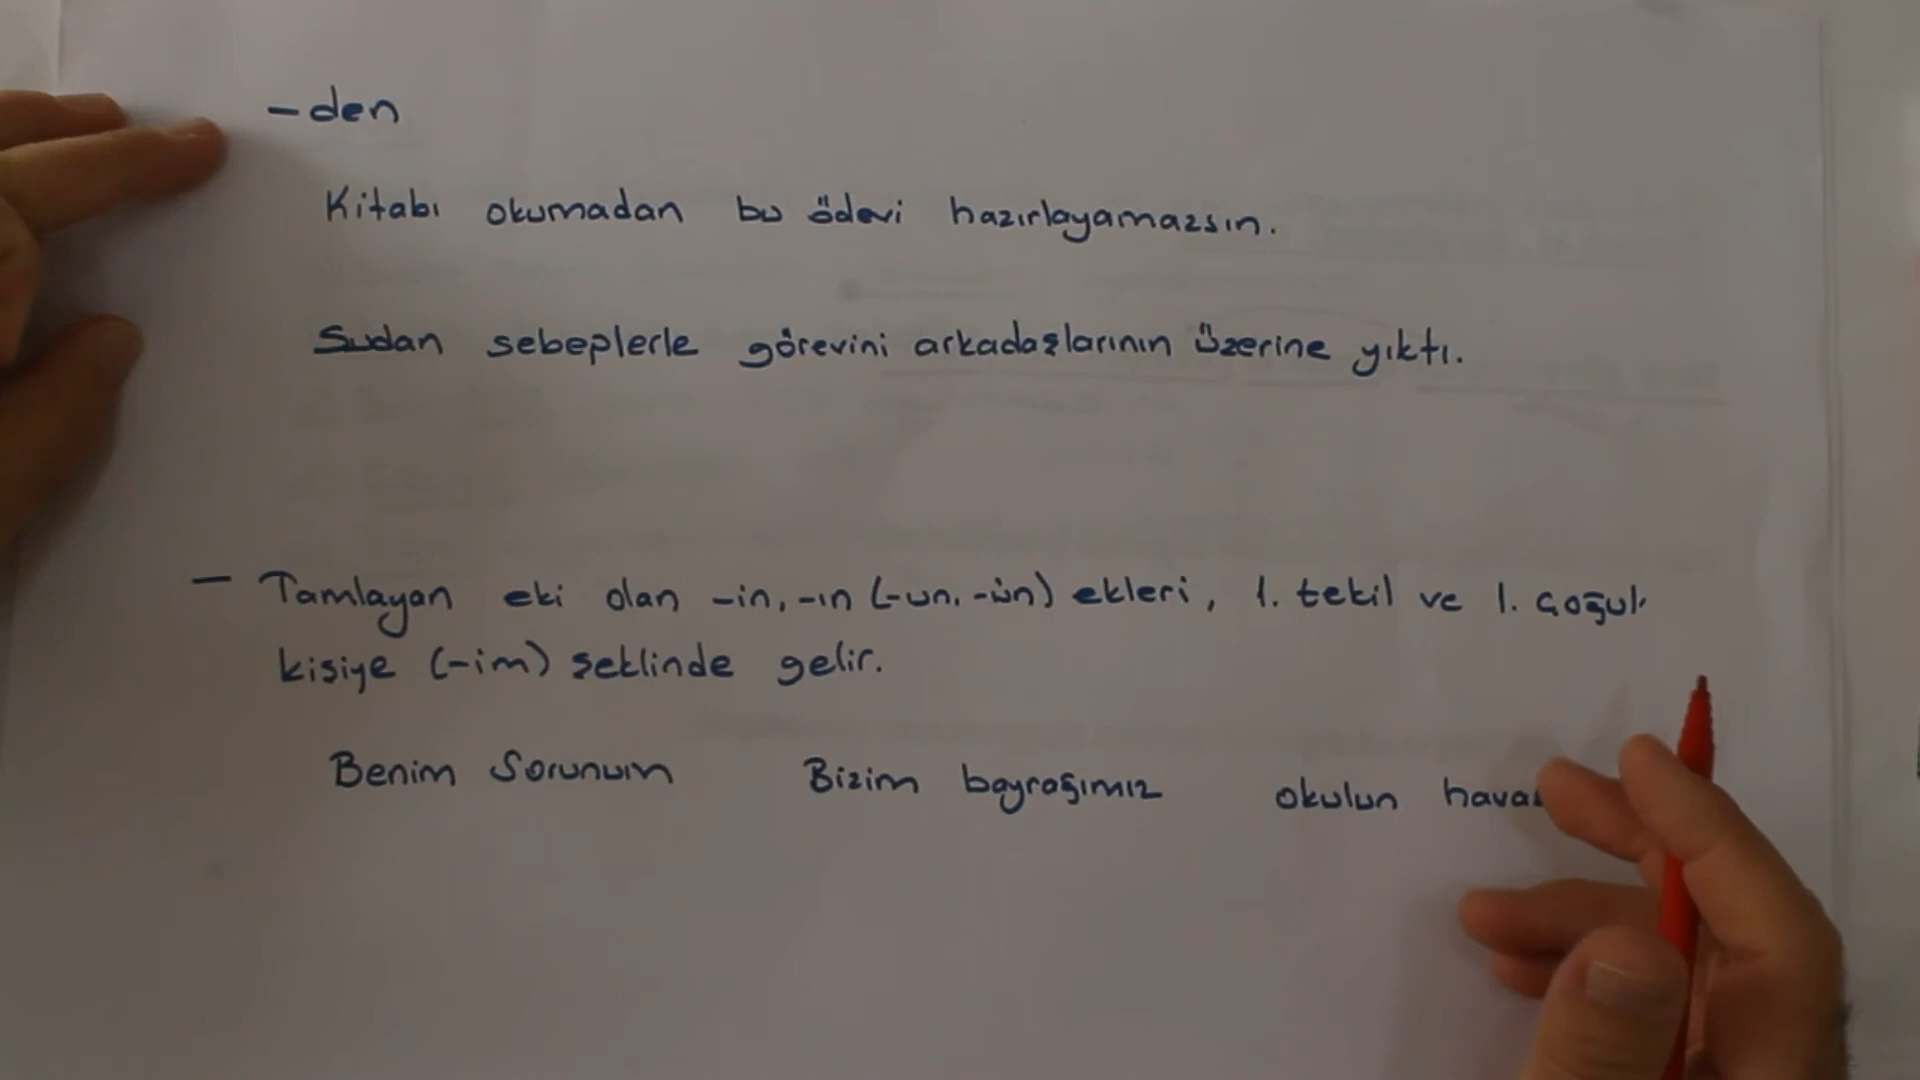 -den
Kitabı okumadan bu ödevi hazırlayamazsın.
Sudan sebeplerle görevini arkadaşlarının üzerine yıktı.
- Tamlayan eki olan -in, -ın (-un, -ün) ekleri, 1. tekil ve 1. çoğul
kişiye (-im) şeklinde gelir.
Benim Sorunum Bizim bayrağımız okulun